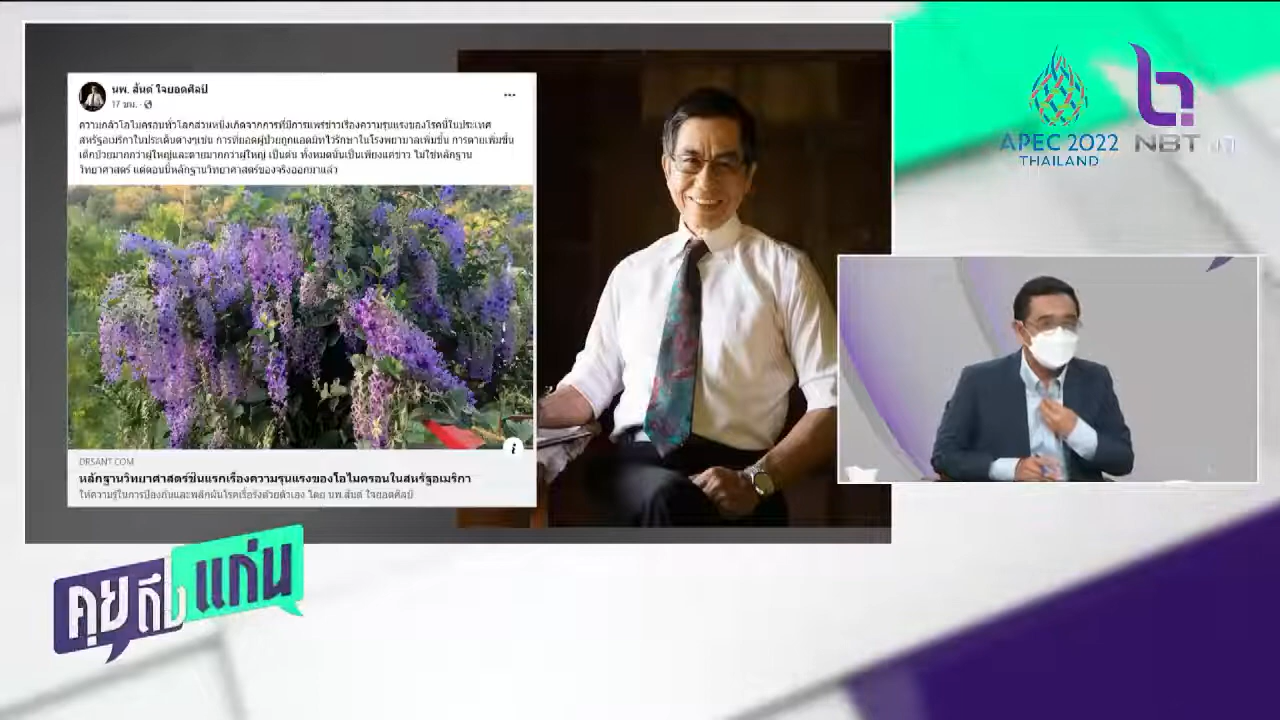 นพ. สันต์ ใจยอดศิลป์
17 ชม. ·
ความกลัวโอไมครอนทั่วโลกส่วนหนึ่งเกิดจากการที่มีการแพร่ข่าวเรื่องความรุนแรงของโรคนี้ในประเทศ
สหรัฐอเมริกาในประเด็นต่างๆเช่น การที่ยอดผู้ป่วยถูกแอดมิทไว้รักษาในโรงพยาบาลเพิ่มขึ้น การตายเพิ่มขึ้น
เด็กป่วยมากกว่าผู้ใหญ่และตายมากกว่าผู้ใหญ่ เป็นต้น ทั้งหมดนั้นเป็นเพียงแค่ข่าว ไม่ใช่หลักฐาน
วิทยาศาสตร์ แต่ตอนนี้หลักฐานวิทยาศาสตร์ของจริงออกมาแล้ว
DRSANT.COM
หลักฐานวิทยาศาสตร์ชิ้นแรกเรื่องความรุนแรงของโอไมครอนในสหรัฐอเมริกา
ให้ความรู้ในการป้องกันและพลิกผันโรคเรื้อรังด้วยตัวเอง โดย นพ.สันต์ ใจยอดศิลป์
APEC 2022
THAILAND
NBT
คุยถึงแก่น